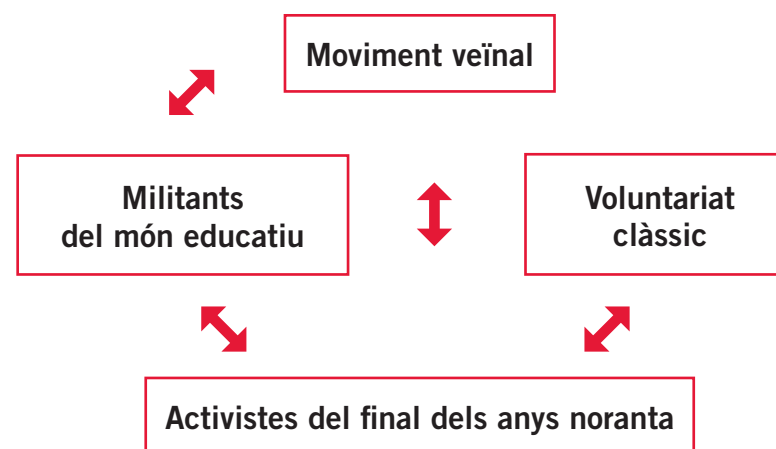 Moviment veïnal
Militants
del món educatiu
Voluntariat
clàssic
Activistes del final dels anys noranta